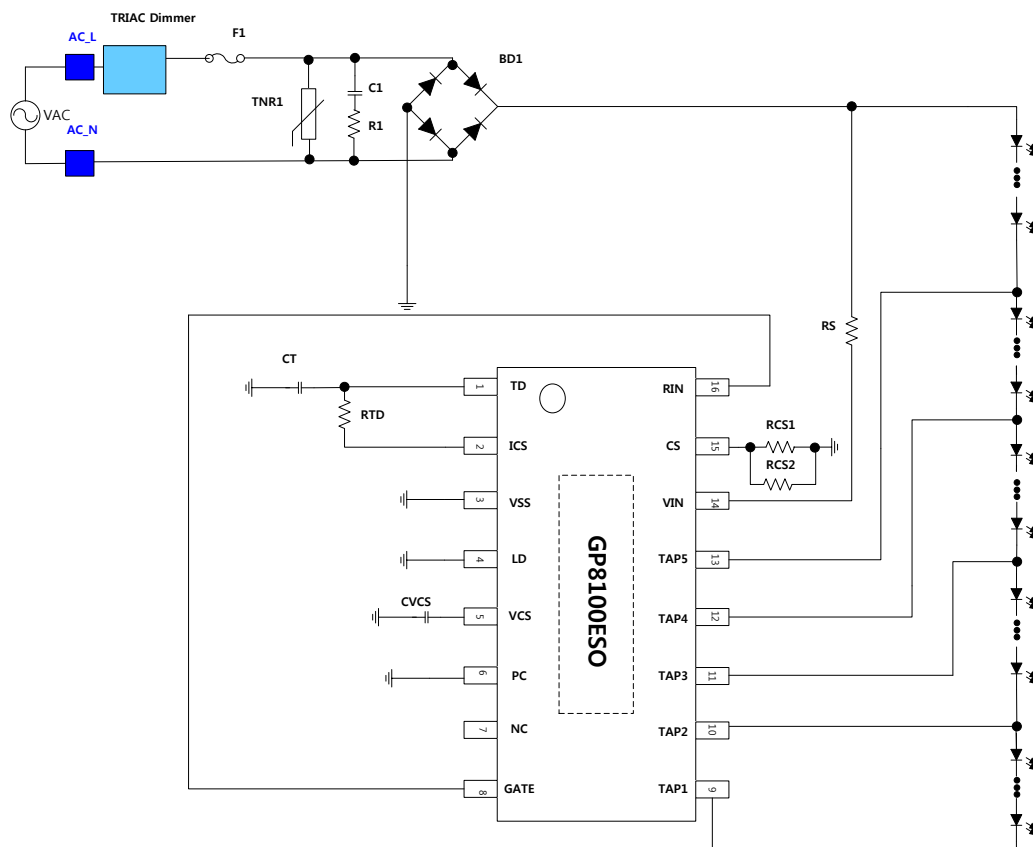 TRIAC Dimmer
AC_L
F1
BD1
TNR1
C1
R1
VAC
AC_N
RS
CT
RTD
1 TD
2 ICS
3 VSS
4 LD
CVCS
5 VCS
6 PC
7 NC
8 GATE
GP8100ESO
RIN 16
RCS1
CS 15
RCS2
VIN 14
TAP5 13
TAP4 12
TAP3 11
TAP2 10
TAP1 9